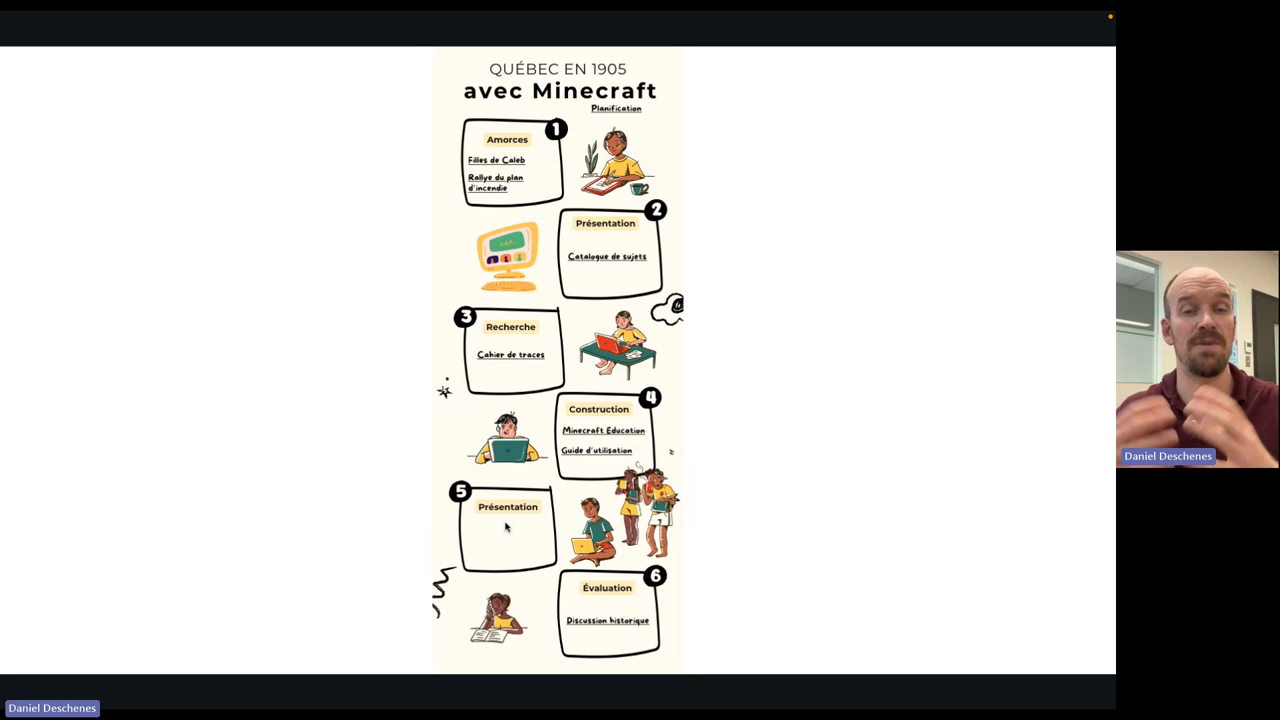 QUÉBEC EN 1905
avec Minecraft
Planification
1
Amorces
Filles de Caleb
Rallye du plan
d'incendie
2
Présentation
Catalogue de sujets
3
Recherche
Cahier de traces
4
Construction
Minecraft Education
Guide d'utilisation
5
Présentation
6
Évaluation
Discussion historique
Daniel Deschenes
Daniel Deschenes